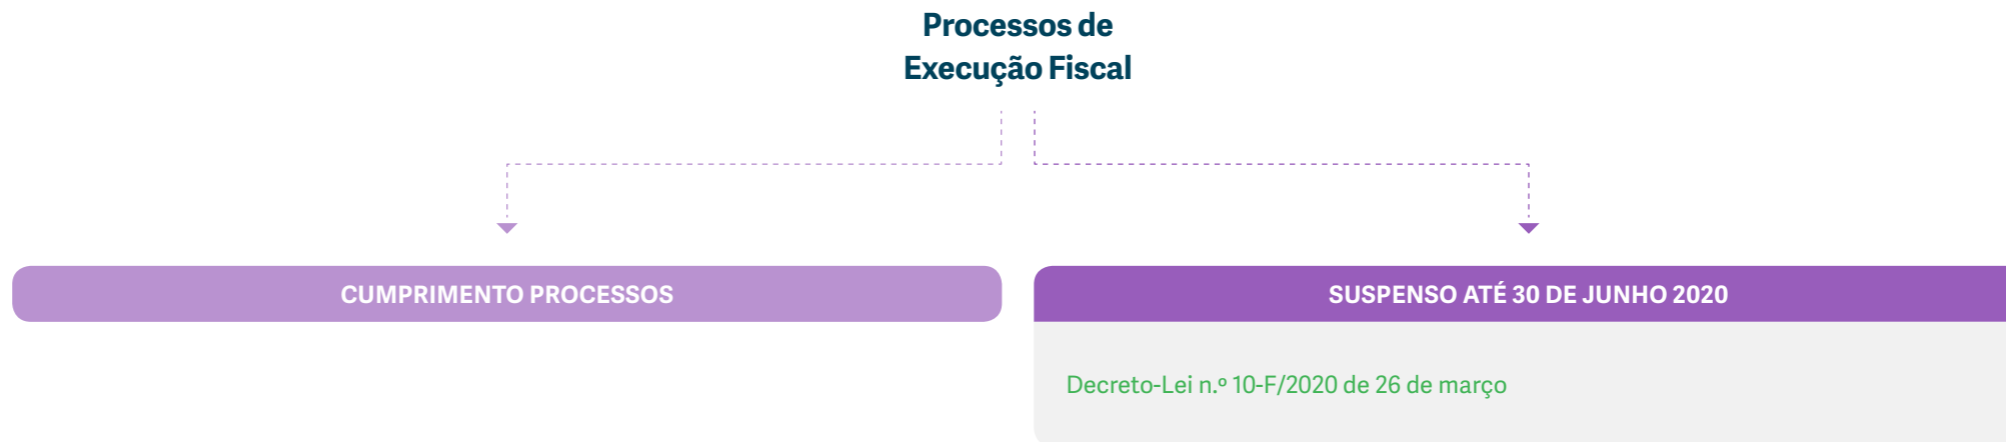 Processos de
Execução Fiscal
CUMPRIMENTO PROCESSOS
SUSPENSO ATÉ 30 DE JUNHO 2020
Decreto-Lei n.º 10-F/2020 de 26 de março